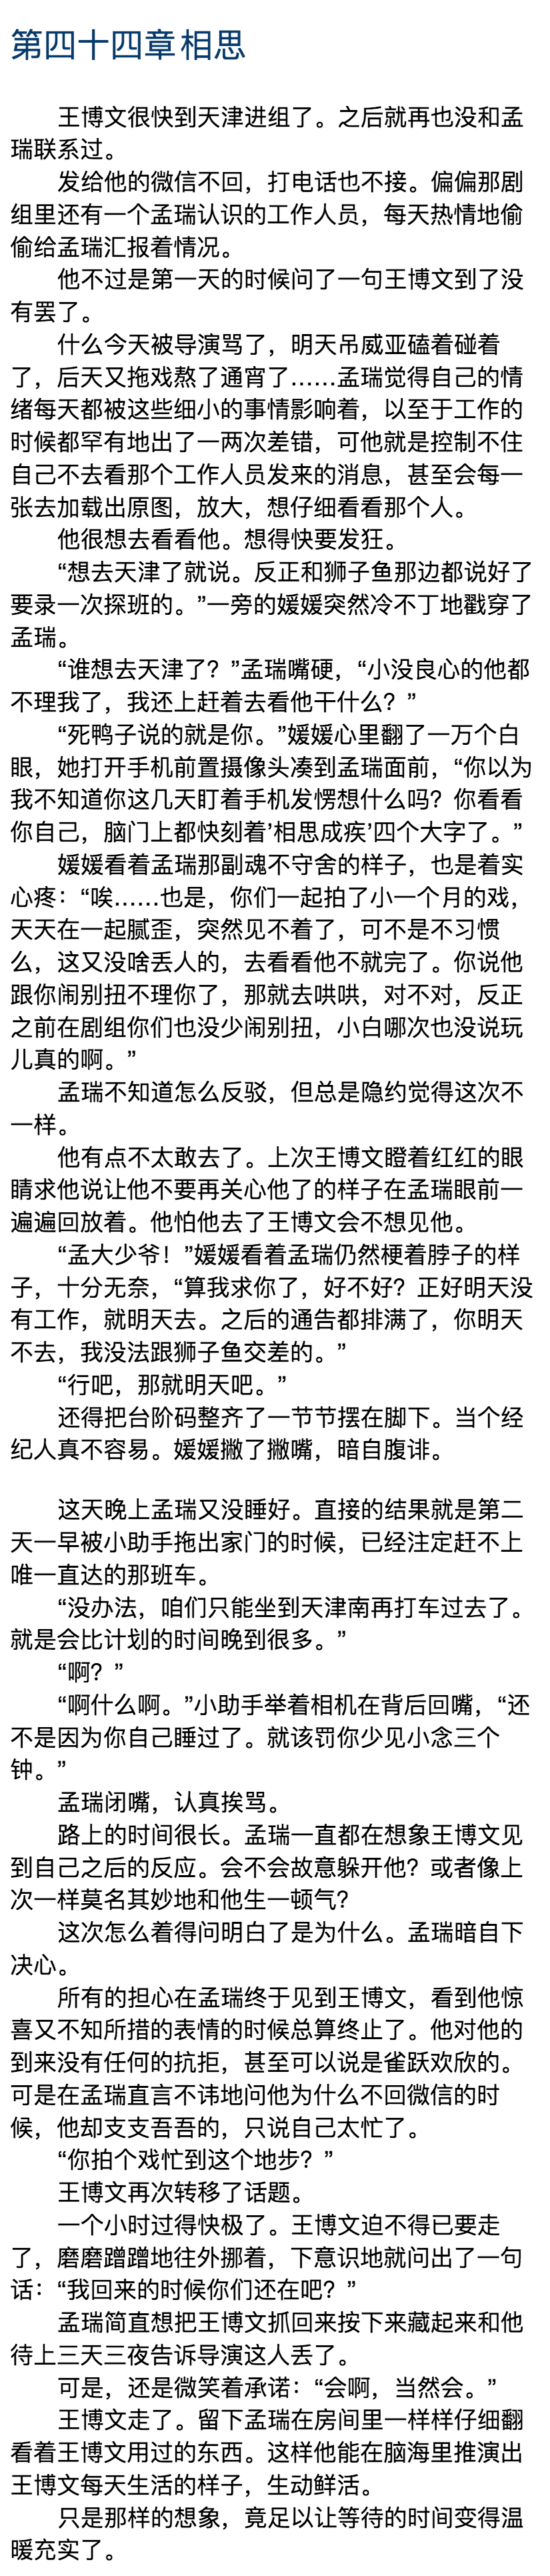 第四十四章 相思
王博文很快到天津进组了。之后就再也没和孟
瑞联系过。
发给他的微信不回，打电话也不接。偏偏那剧
组里还有一个孟瑞认识的工作人员，每天热情地偷
偷给孟瑞汇报着情况。
他不过是第一天的时候问了一句王博文到了没
有罢了。
什么今天被导演骂了，明天吊威亚磕着碰着
了，后天又拖戏熬了通宵了……孟瑞觉得自己的情
绪每天都被这些细小的事情影响着，以至于工作的
时候都罕有地出了一两次差错，可他就是控制不住
自己不去看那个工作人员发来的消息，甚至会每一
张去加载出原图，放大，想仔细看看那个人。
他很想去看看他。想得快要发狂。
“想去天津了就说。反正和狮子鱼那边都说好了
要录一次探班的。”一旁的媛媛突然冷不丁地戳穿了
孟瑞。
“谁想去天津了？”孟瑞嘴硬，“小没良心的他都
不理我了，我还上赶着去看他干什么？”
“死鸭子说的就是你。”媛媛心里翻了一万个白
眼，她打开手机前置摄像头凑到孟瑞面前，“你以为
我不知道你这几天盯着手机发愣想什么吗？你看看
你自己，脑门上都快刻着’相思成疾’四个大字了。”
媛媛看着孟瑞那副魂不守舍的样子，也是着实
心疼：“唉……也是，你们一起拍了小一个月的戏，
天天在一起腻歪，突然见不着了，可不是不习惯
么，这又没啥丢人的，去看看他不就完了。你说他
跟你闹别扭不理你了，那就去哄哄，对不对，反正
之前在剧组你们也没少闹别扭，小白哪次也没说玩
儿真的啊。”
孟瑞不知道怎么反驳，但总是隐约觉得这次不
一样。
他有点不太敢去了。上次王博文瞪着红红的眼
睛求他说让他不要再关心他了的样子在孟瑞眼前一
遍遍回放着。他怕他去了王博文会不想见他。
“孟大少爷！”媛媛看着孟瑞仍然梗着脖子的样
子，十分无奈，“算我求你了，好不好？正好明天没
有工作，就明天去。之后的通告都排满了，你明天
不去，我没法跟狮子鱼交差的。”
“行吧，那就明天吧。”
还得把台阶码整齐了一节节摆在脚下。当个经
纪人真不容易。媛媛撇了撇嘴，暗自腹诽。
这天晚上孟瑞又没睡好。直接的结果就是第二
天一早被小助手拖出家门的时候，已经注定赶不上
唯一直达的那班车。
“没办法，咱们只能坐到天津南再打车过去了。
就是会比计划的时间晚到很多。”
“啊？”
“啊什么啊。”小助手举着相机在背后回嘴，“还
不是因为你自己睡过了。就该罚你少见小念三个
钟。”
孟瑞闭嘴，认真挨骂。
路上的时间很长。孟瑞一直都在想象王博文见
到自己之后的反应。会不会故意躲开他？或者像上
次一样莫名其妙地和他生一顿气？
这次怎么着得问明白了是为什么。孟瑞暗自下
决心。
所有的担心在孟瑞终于见到王博文，看到他惊
喜又不知所措的表情的时候总算终止了。他对他的
到来没有任何的抗拒，甚至可以说是雀跃欢欣的。
可是在孟瑞直言不讳地问他为什么不回微信的时
候，他却支支吾吾的，只说自己太忙了。
“你拍个戏忙到这个地步？”
王博文再次转移了话题。
一个小时过得快极了。王博文迫不得已要走
了，磨磨蹭蹭地往外挪着，下意识地就问出了一句
话：“我回来的时候你们还在吧？”
孟瑞简直想把王博文抓回来按下来藏起来和他
待上三天三夜告诉导演这人丢了。
可是，还是微笑着承诺：“会啊，当然会。”
王博文走了。留下孟瑞在房间里一样样仔细翻
看着王博文用过的东西。这样他能在脑海里推演出
王博文每天生活的样子，生动鲜活。
只是那样的想象，竟足以让等待的时间变得温
暖充实了。